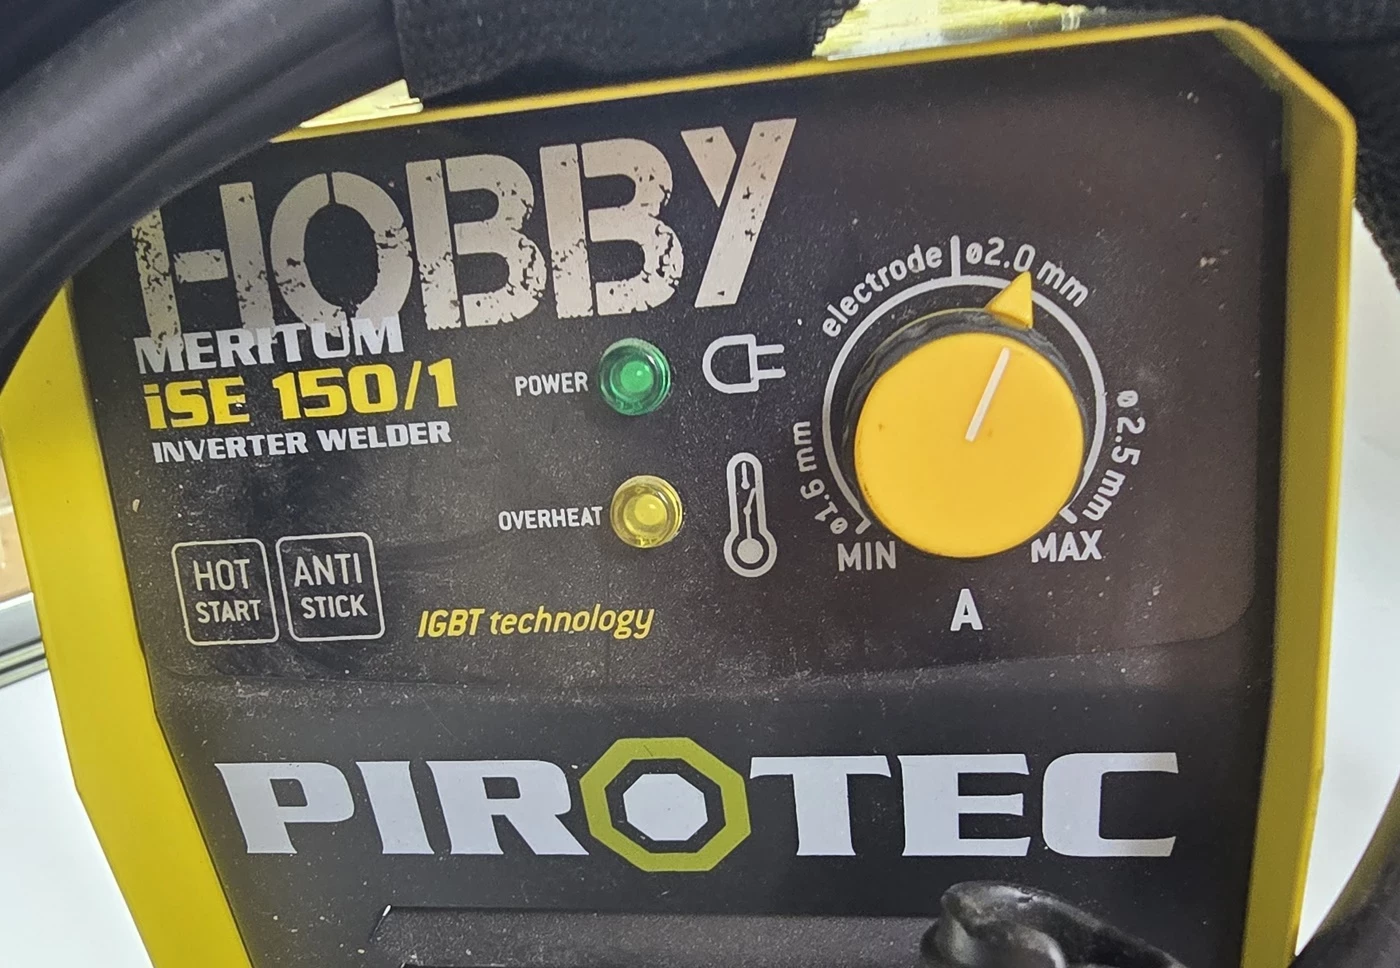 HOBBY
MERITUM
iSE 150/1
INVERTER WELDER
POWER
OVERHEAT
HOT
START
ANTI
STICK
IGBT technology
electrode
ø1.6 mm
ø2.0 mm
ø2.5 mm
MIN
MAX
A
PIROTEC